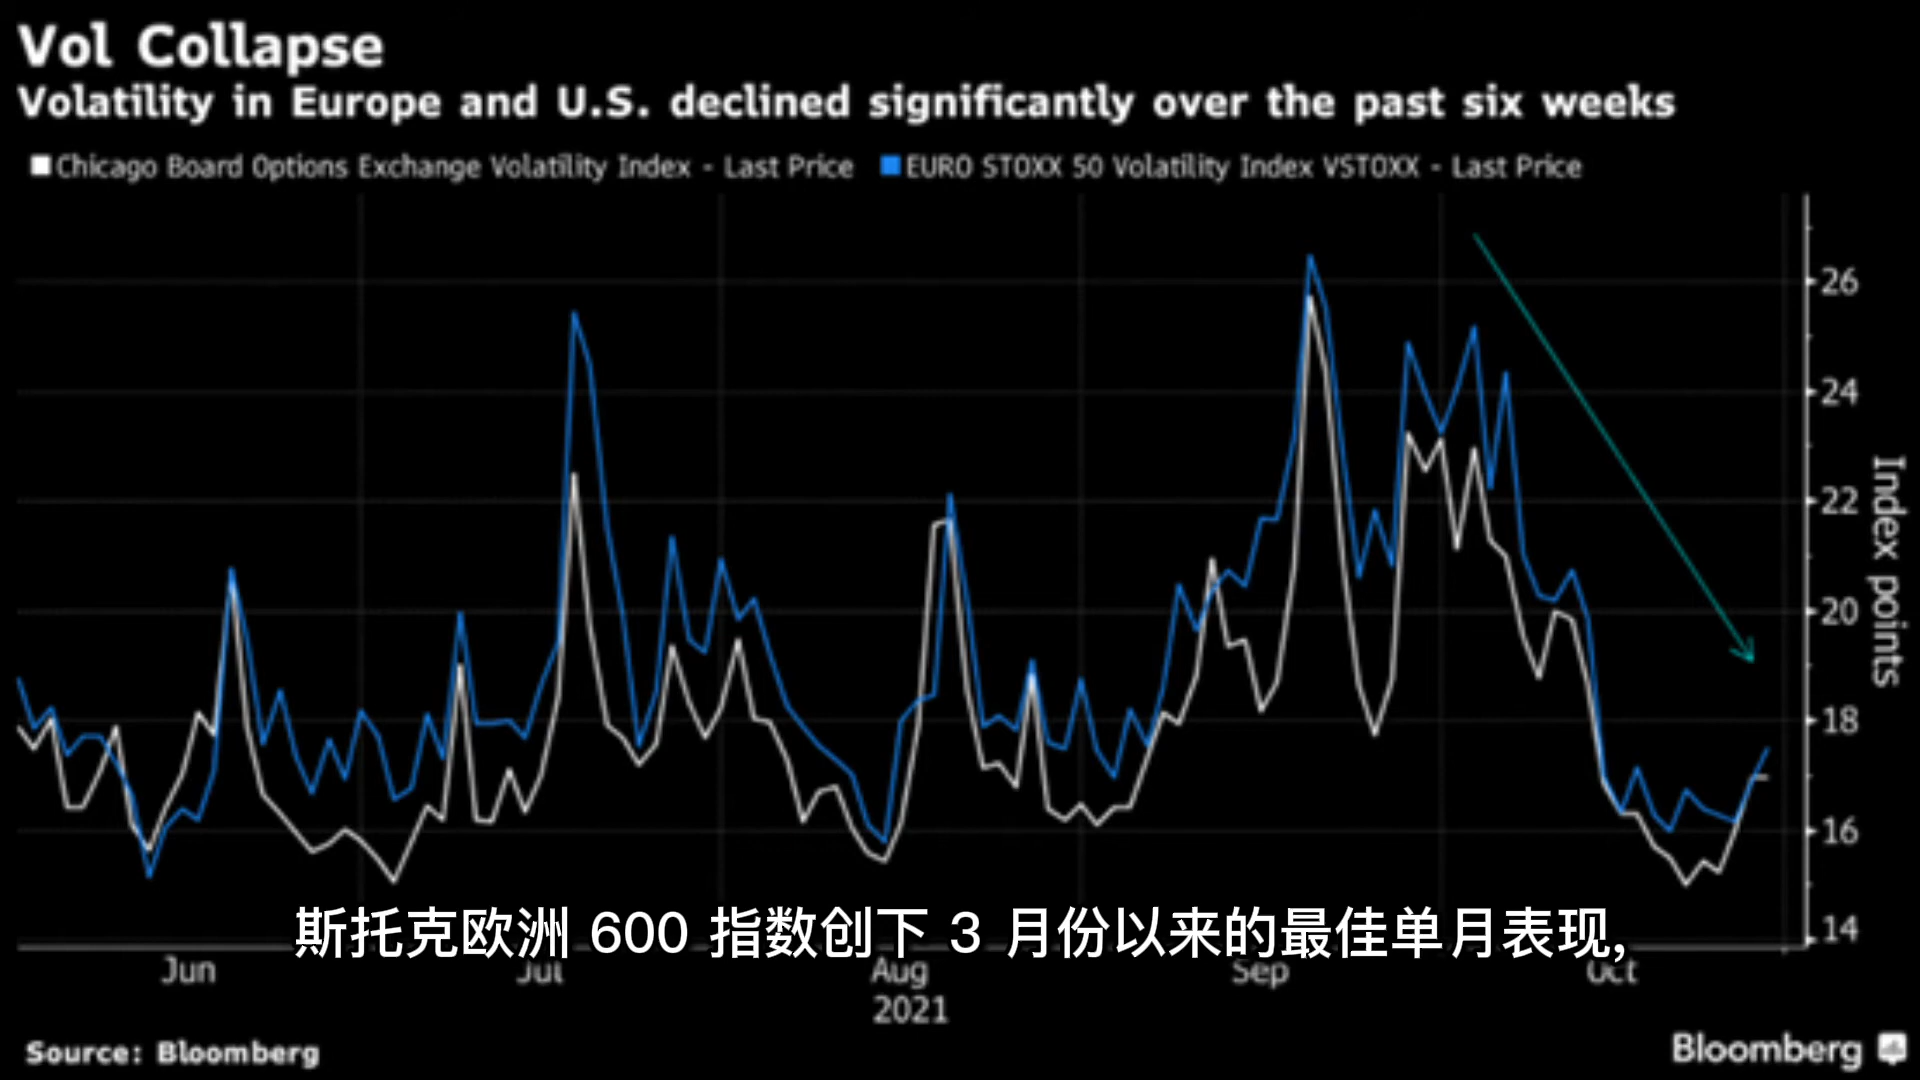 Vol Collapse
Volatility in Europe and U.S. declined significantly over the past six weeks
Chicago Board Options Exchange Volatility Index - Last Price
EURO STOXX 50 Volatility Index VSTOXX - Last Price
26
24
22
20
18
16
14
Index points
斯托克欧洲 600 指数创下 3 月份以来的最佳单月表现,
Jun
Jul
Aug
Sep
Oct
2021
Source: Bloomberg
Bloomberg